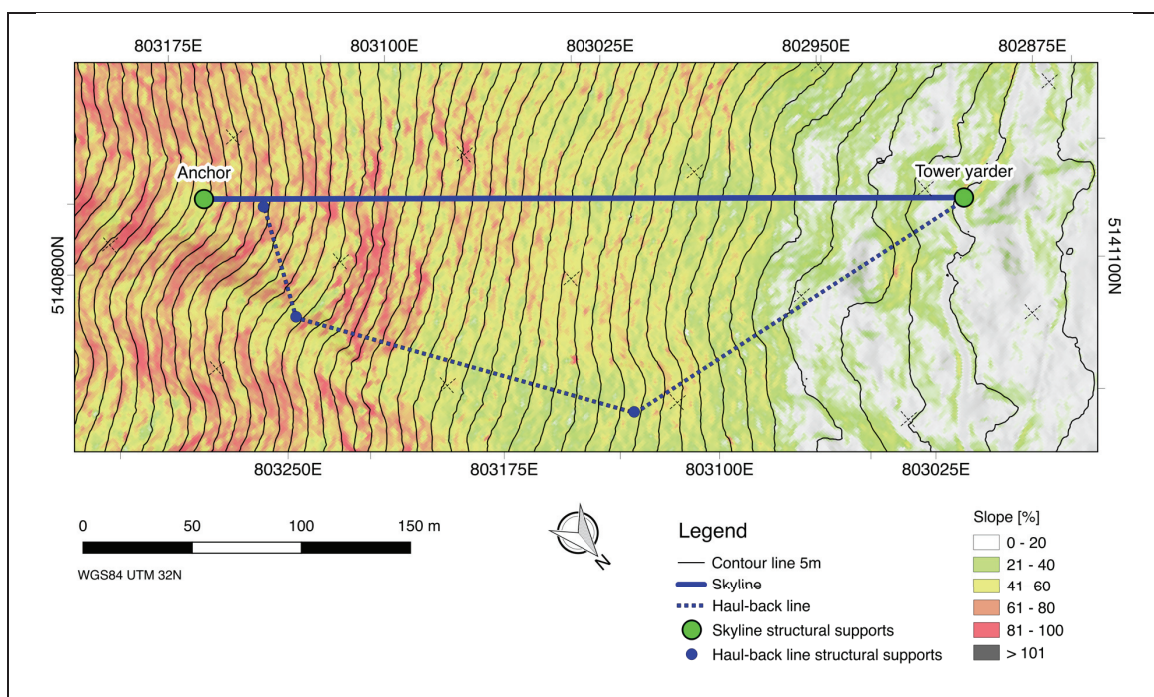 803175E 803100E 803025E 802950E 802875E
Anchor
Tower yarder
5140800N
5141100N
803250E 803175E 803100E 803025E
0 50 100 150 m
WGS84 UTM 32N
N
Legend
Contour line 5m
Skyline
Haul-back line
Skyline structural supports
Haul-back line structural supports
Slope [%]
0 - 20
21 - 40
41 60
61 - 80
81 - 100
> 101